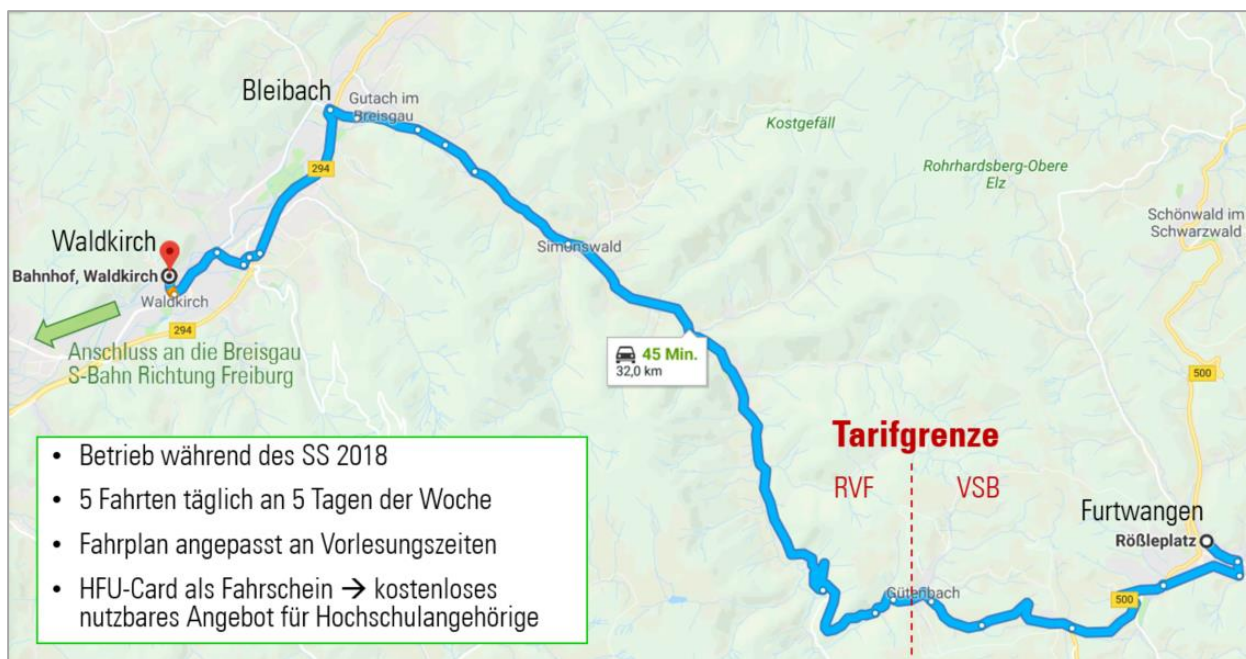 Bleibach
Gutach im
Breisgau
Kostgefäll
294
Rohrhardsberg-Obere
Elz
Schönwald im
Schwarzwald
Waldkirch
Simonswald
Bahnhof, Waldkirch
Waldkirch
294
Anschluss an die Breisgau
S-Bahn Richtung Freiburg
45 Min.
32,0 km
500
Tarifgrenze
RVF
VSB
Furtwangen
Rößleplatz
Gütenbach
500
• Betrieb während des SS 2018
• 5 Fahrten täglich an 5 Tagen der Woche
• Fahrplan angepasst an Vorlesungszeiten
• HFU-Card als Fahrschein → kostenloses
nutzbares Angebot für Hochschulangehörige